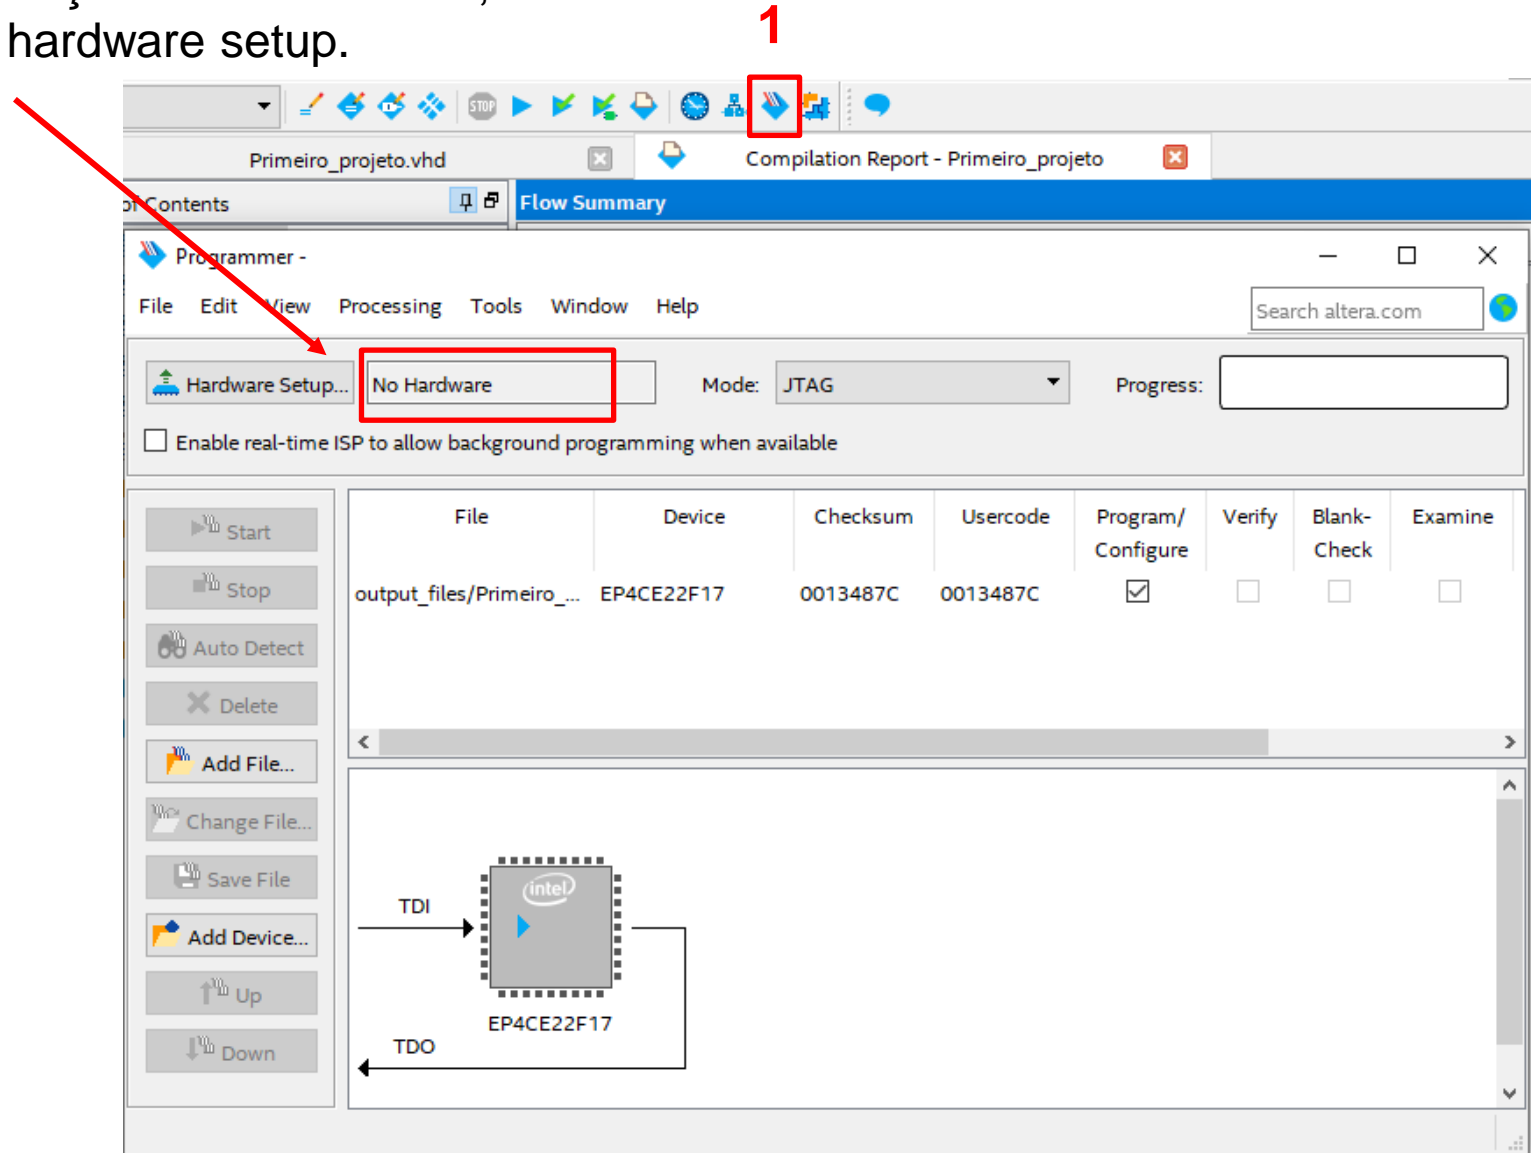 hardware setup.
1
STOP
Primeiro_projeto.vhd
Compilation Report - Primeiro_projeto
of Contents
Flow Summary
Programmer -
File Edit View Processing Tools Window Help
Search altera.com
Hardware Setup...
No Hardware
Mode: JTAG
Progress:
Enable real-time ISP to allow background programming when available
Start
Stop
Auto Detect
Delete
Add File...
Change File...
Save File
Add Device...
Up
Down
File Device Checksum Usercode Program/ Verify Blank- Examine
Configure Check
output_files/Primeiro_... EP4CE22F17 0013487C 0013487C
TDI
intel
EP4CE22F17
TDO